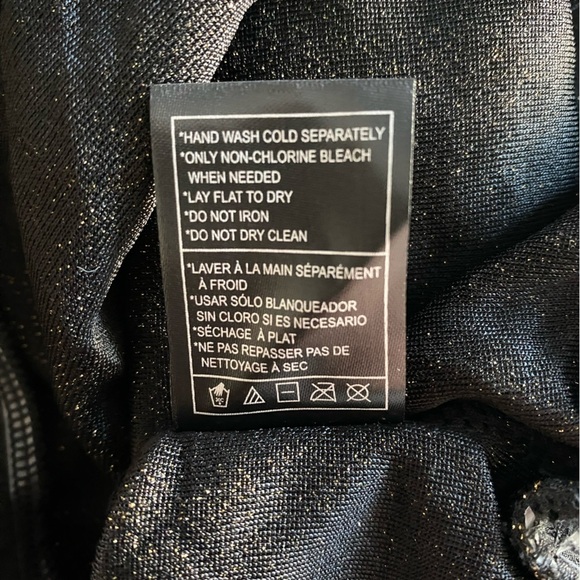 *HAND WASH COLD SEPARATELY
*ONLY NON-CHLORINE BLEACH
WHEN NEEDED
*LAY FLAT TO DRY
*DO NOT IRON
*DO NOT DRY CLEAN
*LAVER À LA MAIN SÉPARÉMENT
À FROID
*USAR SÓLO BLANQUEADOR
SIN CLORO SI ES NECESARIO
*SÉCHAGE À PLAT
*NE PAS REPASSER PAS DE
NETTOYAGE À SEC